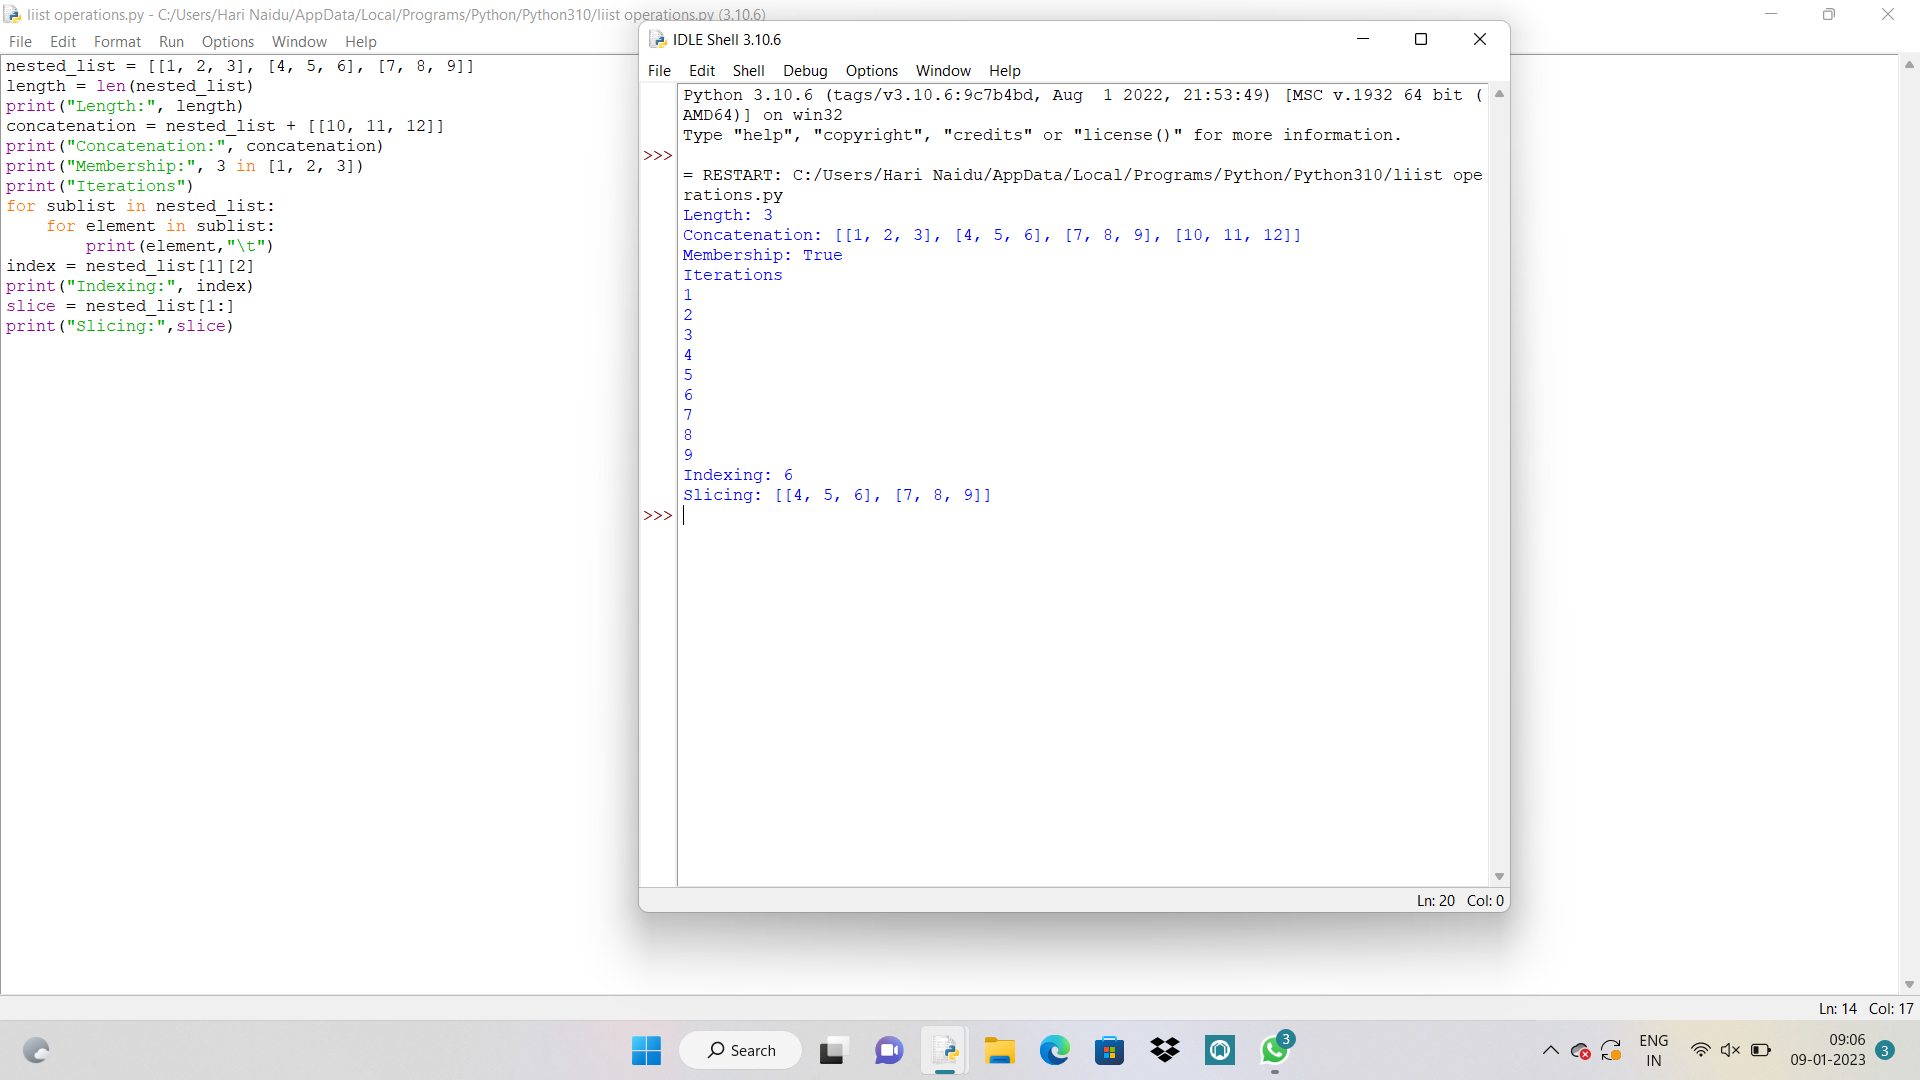 liist operations.py - C:/Users/Hari Naidu/AppData/Local/Programs/Python/Python310/liist operations.py (3.10.6)
File Edit Format Run Options Window Help
nested_list = [[1, 2, 3], [4, 5, 6], [7, 8, 9]]
length = len(nested_list)
print("Length:", length)
concatenation = nested_list + [[10, 11, 12]]
print("Concatenation:", concatenation)
print("Membership:", 3 in [1, 2, 3])
print("Iterations")
for sublist in nested_list:
    for element in sublist:
        print(element,"\t")
index = nested_list[1][2]
print("Indexing:", index)
slice = nested_list[1:]
print("Slicing:",slice)
IDLE Shell 3.10.6
File Edit Shell Debug Options Window Help
Python 3.10.6 (tags/v3.10.6:9c7b4bd, Aug  1 2022, 21:53:49) [MSC v.1932 64 bit (
AMD64)] on win32
Type "help", "copyright", "credits" or "license()" for more information.
>>>
= RESTART: C:/Users/Hari Naidu/AppData/Local/Programs/Python/Python310/liist ope
rations.py
Length: 3
Concatenation: [[1, 2, 3], [4, 5, 6], [7, 8, 9], [10, 11, 12]]
Membership: True
Iterations
1
2
3
4
5
6
7
8
9
Indexing: 6
Slicing: [[4, 5, 6], [7, 8, 9]]
>>>
Ln: 20 Col: 0
Ln: 14 Col: 17
Search
3
ENG
IN
09:06
09-01-2023
3